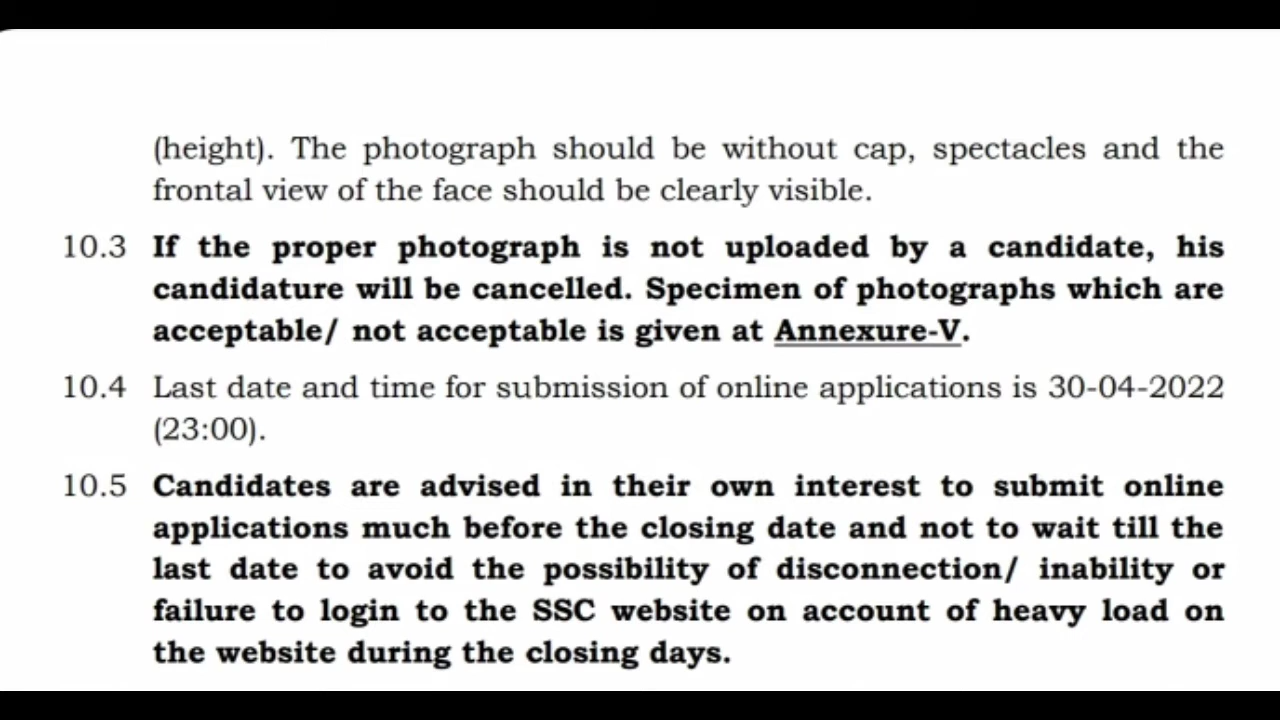 (height). The photograph should be without cap, spectacles and the
frontal view of the face should be clearly visible.
10.3 If the proper photograph is not uploaded by a candidate, his
candidature will be cancelled. Specimen of photographs which are
acceptable/ not acceptable is given at Annexure-V.
10.4 Last date and time for submission of online applications is 30-04-2022
(23:00).
10.5 Candidates are advised in their own interest to submit online
applications much before the closing date and not to wait till the
last date to avoid the possibility of disconnection/ inability or
failure to login to the SSC website on account of heavy load on
the website during the closing days.